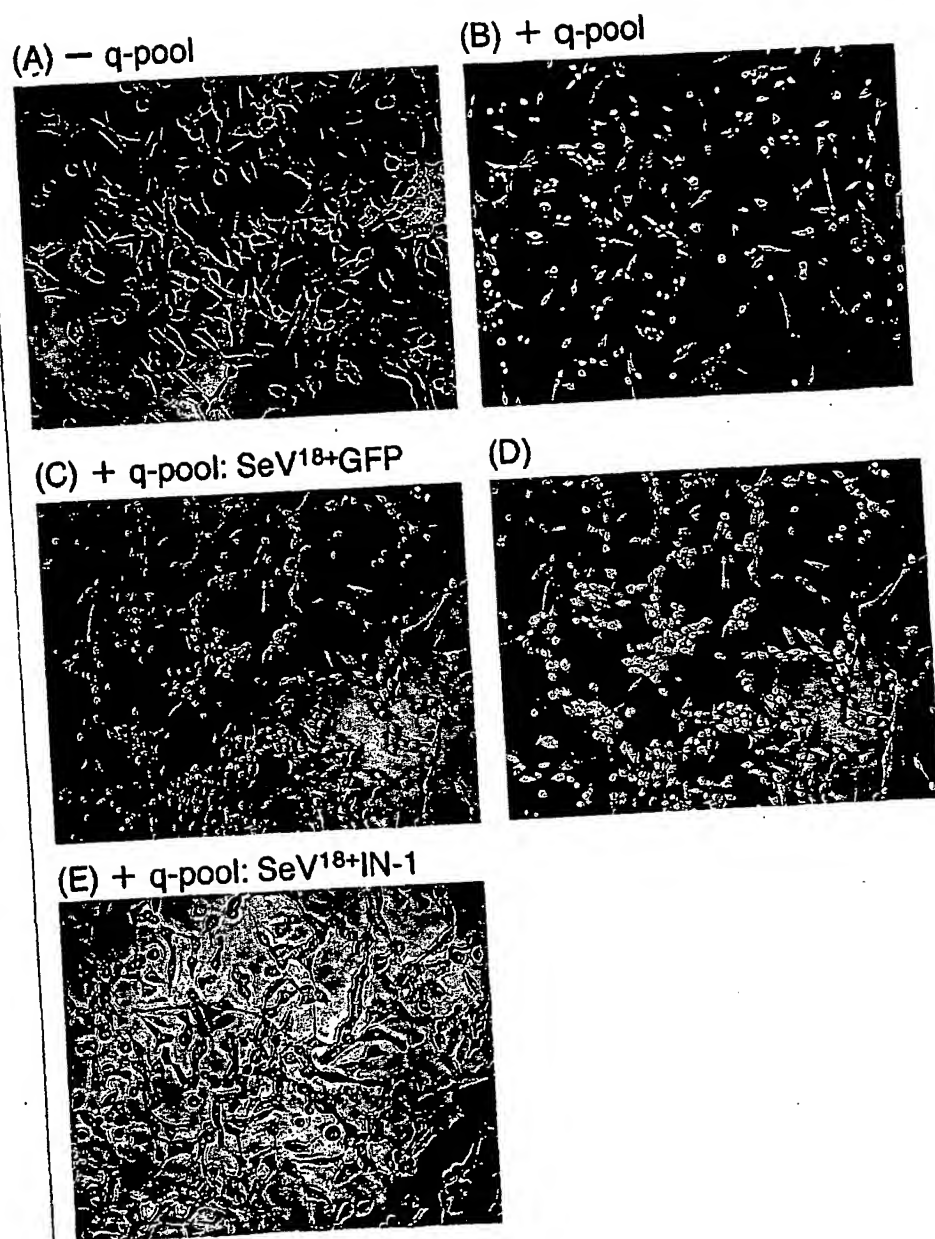 (A) − q-pool
(B) + q-pool
(C) + q-pool: SeV18+GFP
(D)
(E) + q-pool: SeV18+IN-1